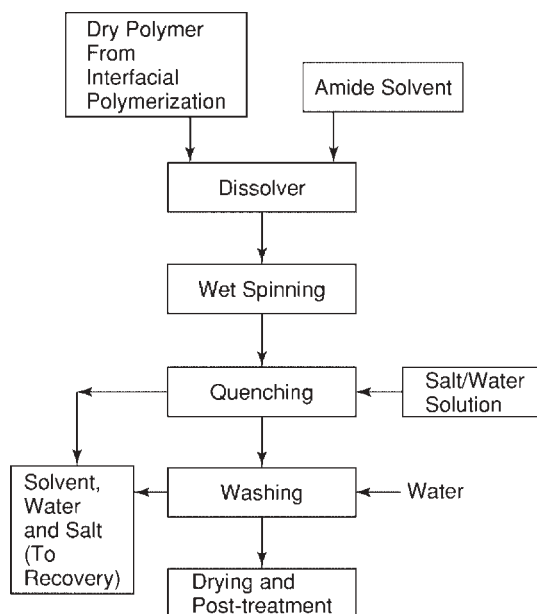 Dry Polymer
From
Interfacial
Polymerization
Amide Solvent
Dissolver
Wet Spinning
Quenching
Salt/Water
Solution
Solvent,
Water
and Salt
(To
Recovery)
Washing
Water
Drying and
Post-treatment